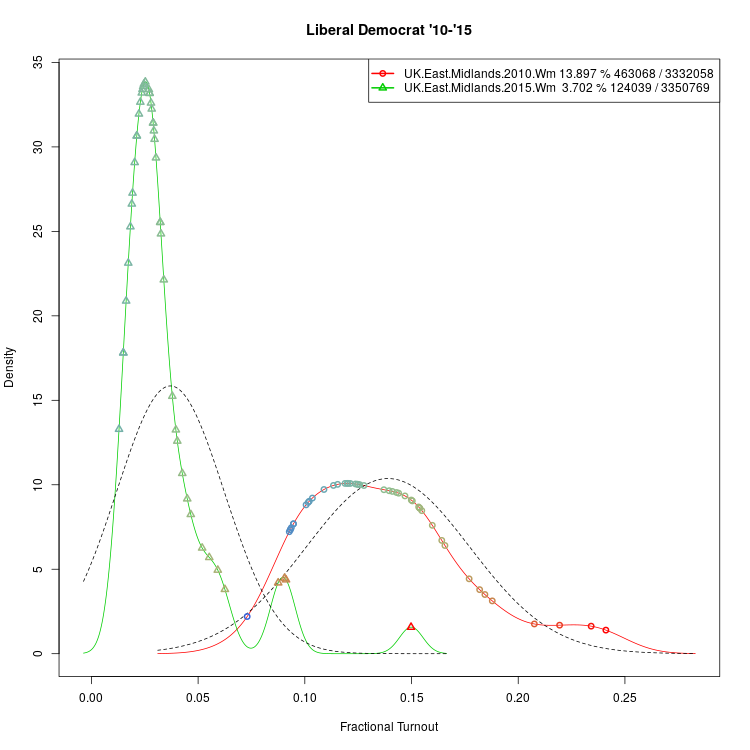 Liberal Democrat '10-'15
UK.East.Midlands.2010.Wm 13.897 % 463068 / 3332058
UK.East.Midlands.2015.Wm 3.702 % 124039 / 3350769
Density
35
30
25
20
15
10
5
0
0.00 0.05 0.10 0.15 0.20 0.25
Fractional Turnout